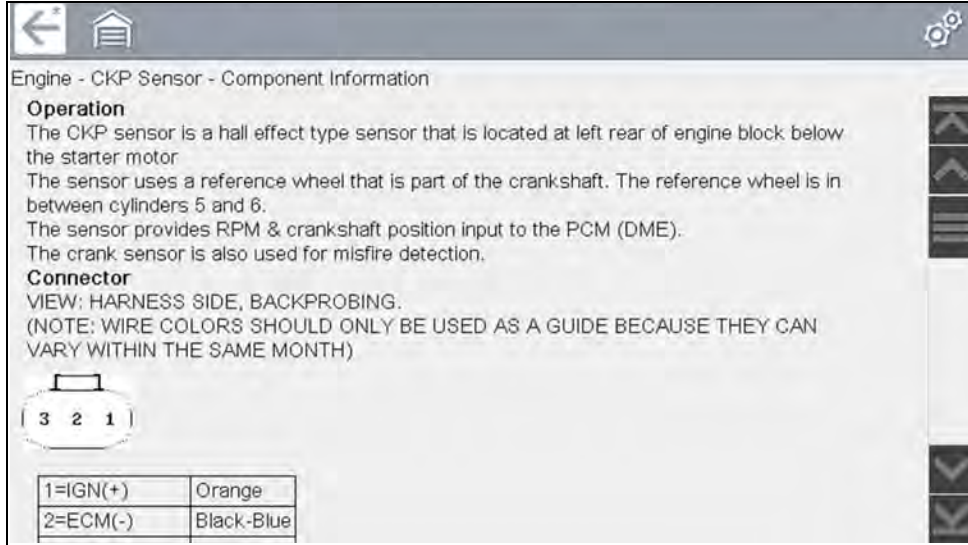 Engine - CKP Sensor - Component Information
Operation
The CKP sensor is a hall effect type sensor that is located at left rear of engine block below
the starter motor
The sensor uses a reference wheel that is part of the crankshaft. The reference wheel is in
between cylinders 5 and 6.
The sensor provides RPM & crankshaft position input to the PCM (DME).
The crank sensor is also used for misfire detection.
Connector
VIEW: HARNESS SIDE, BACKPROBING.
(NOTE: WIRE COLORS SHOULD ONLY BE USED AS A GUIDE BECAUSE THEY CAN
VARY WITHIN THE SAME MONTH)
3 2 1
1=IGN(+) Orange
2=ECM(-) Black-Blue